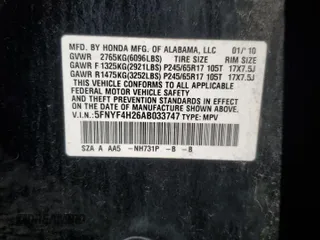 MFD. BY HONDA MFG. OF ALABAMA, LLC 01/'10
GVWR 2765KG(6096LBS) TIRE SIZE RIM SIZE
GAWR F 1325KG(2921LBS) P245/65R17 105T 17X7.5J
GAWR R1475KG(3252LBS) P245/65R17 105T 17X7.5J
THIS VEHICLE CONFORMS TO ALL APPLICABLE
FEDERAL MOTOR VEHICLE SAFETY STANDARDS
IN EFFECT ON THE DATE OF MANUFACTURE
SHOWN ABOVE.
V.I.N.:5FNYF4H26AB033747 TYPE: MPV
SZA A AA5 -NH731P -B -B